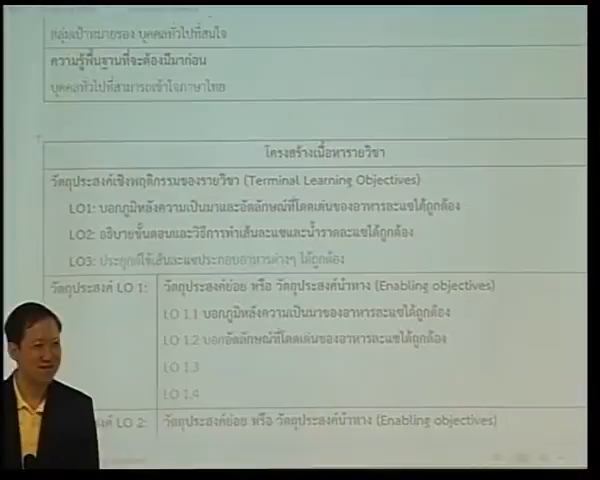 กลุ่มเป้าหมายรอง บุคคลทั่วไปที่สนใจ
ความรู้พื้นฐานที่จะต้องมีมาก่อน
บุคคลทั่วไปที่สามารถเข้าใจภาษาไทย
โครงสร้างเนื้อหารายวิชา
วัตถุประสงค์เชิงพฤติกรรมของรายวิชา (Terminal Learning Objectives)
LO1: บอกภูมิหลังความเป็นมาและอัตลักษณ์ที่โดดเด่นของอาหารละแซได้ถูกต้อง
LO2: อธิบายขั้นตอนและวิธีการทำเส้นละแซและน้ำราดละแซได้ถูกต้อง
LO3: ประยุกต์ใช้เส้นละแซประกอบอาหารต่างๆ ได้ถูกต้อง
วัตถุประสงค์ LO 1: วัตถุประสงค์ย่อย หรือ วัตถุประสงค์นำทาง (Enabling objectives)
LO 1.1 บอกภูมิหลังความเป็นมาของอาหารละแซได้ถูกต้อง
LO 1.2 บอกอัตลักษณ์ที่โดดเด่นของอาหารละแซได้ถูกต้อง
LO 1.3
LO 1.4
งค์ LO 2: วัตถุประสงค์ย่อย หรือ วัตถุประสงค์นำทาง (Enabling objectives)